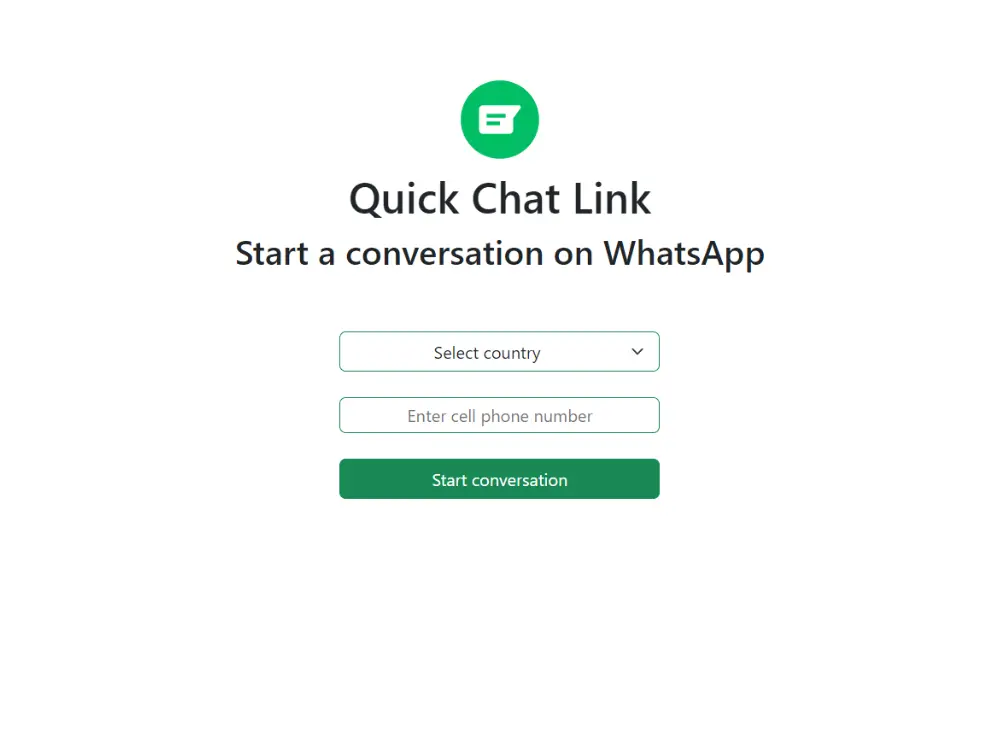 Quick Chat Link
Start a conversation on WhatsApp
Select country
Enter cell phone number
Start conversation